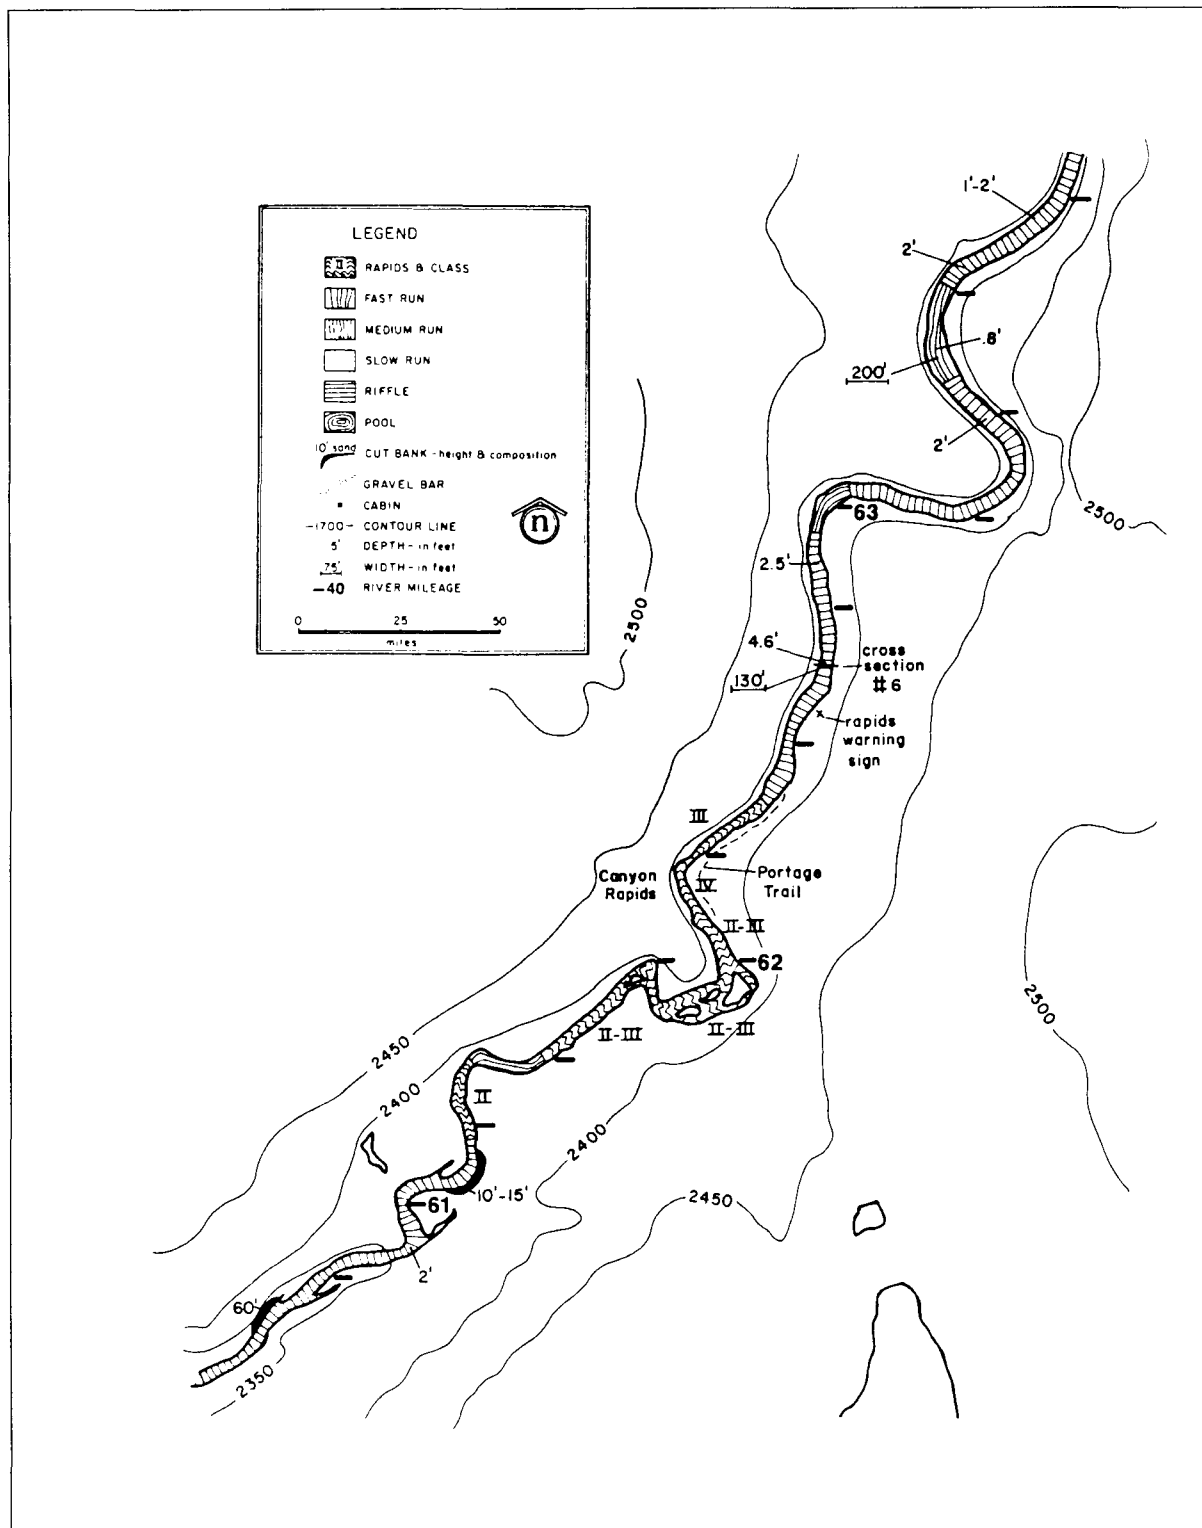 LEGEND
II RAPIDS & CLASS
FAST RUN
MEDIUM RUN
SLOW RUN
RIFFLE
POOL
10' sand CUT BANK - height & composition
GRAVEL BAR
CABIN
-1700- CONTOUR LINE
5' DEPTH - in feet
75' WIDTH - in feet
-40 RIVER MILEAGE
0 25 50
miles
n
1'-2'
2'
.8'
200'
2'
2500
63
2.5'
2500
4.6'
cross
section
#6
130'
rapids
warning
sign
III
Canyon
Rapids
IV
Portage
Trail
II-III
62
2500
II-III
II-III
2450
2400
II
2400
10'-15'
61
2450
2'
60'
2350